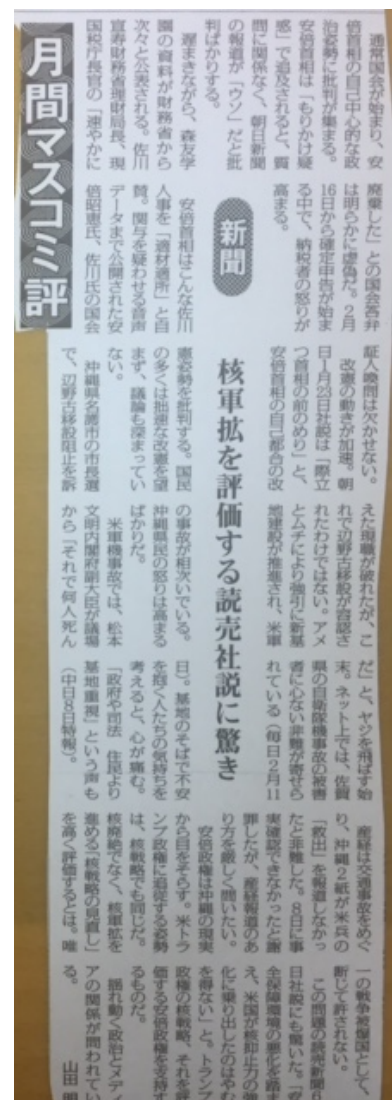 月間マスコミ評
新聞
核軍拡を評価する読売社説に驚き
通常国会が始まり、安
倍首相の自己中心的な政
治姿勢に批判が集まる。
安倍首相は「もりかけ疑
惑」で追及されると、質
問に関係なく、朝日新聞
の報道が「ウソ」だと批
判ばかりする。
遅まきながら、森友学
園の資料が財務省から
次々と公表される。佐川
宣寿財務省理財局長、現
国税庁長官の「速やかに
廃棄した」との国会答弁
は明らかに虚偽だ。2月
16日から確定申告が始ま
る中で、納税者の怒りが
高まる。
安倍首相はこんな佐川
人事を「適材適所」と自
賛。関与を疑わせる音声
データまで公開された安
倍昭恵氏、佐川氏の国会
証人喚問は欠かせない。
改憲の動きが加速。朝
日1月23日社説は「際立
つ首相の前のめり」と、
安倍首相の自己都合の改
憲姿勢を批判する。国民
の多くは拙速な改憲を望
まず、議論も深まってい
ない。
沖縄県名護市の市長選
で、辺野古移設阻止を訴
えた現職が破れたが、こ
れで辺野古移設が容認さ
れたわけではない。アメ
とムチにより強引に新基
地建設が推進され、米軍
の事故が相次いでいる。
沖縄県民の怒りは高まる
ばかりだ。
米軍機事故では、松本
文明内閣府副大臣が議場
から「それで何人死ん
だ」と、ヤジを飛ばす始
末。ネット上では、佐賀
県の自衛隊機事故の被害
者に心ない非難が寄せら
れている(毎日2月11
日)。基地のそばで不安
を抱く人たちの気持ちを
考えると、心が痛む。
「政府や司法 住民より
基地重視」という声も
(中日8日特報)。
産経は交通事故をめぐ
り、沖縄2紙が米兵の
「救出」を報道しなかっ
たと非難した。8日に事
実確認できなかったと謝
罪したが、産経報道のあ
り方を厳しく問いたい。
安倍政権は沖縄の現実
から目をそらす。米トラ
ンプ政権に追従する姿勢
は、核戦略でも同じだ。
核廃絶でなく、核軍拡を
進める「核戦略の見直し」
を高く評価するとは。唯
一の戦争被爆国として、
断じて許されない。
この問題の読売新聞6
日社説にも驚いた。「安
全保障環境の悪化を踏ま
え、米国が核抑止力の強
化に乗り出したのはやむ
を得ない」と。トランプ
政権の核戦略、それを評
価する安倍政権を支持す
るものだ。
揺れ動く政治とメディ
アの関係が問われてい
る。
山田 明